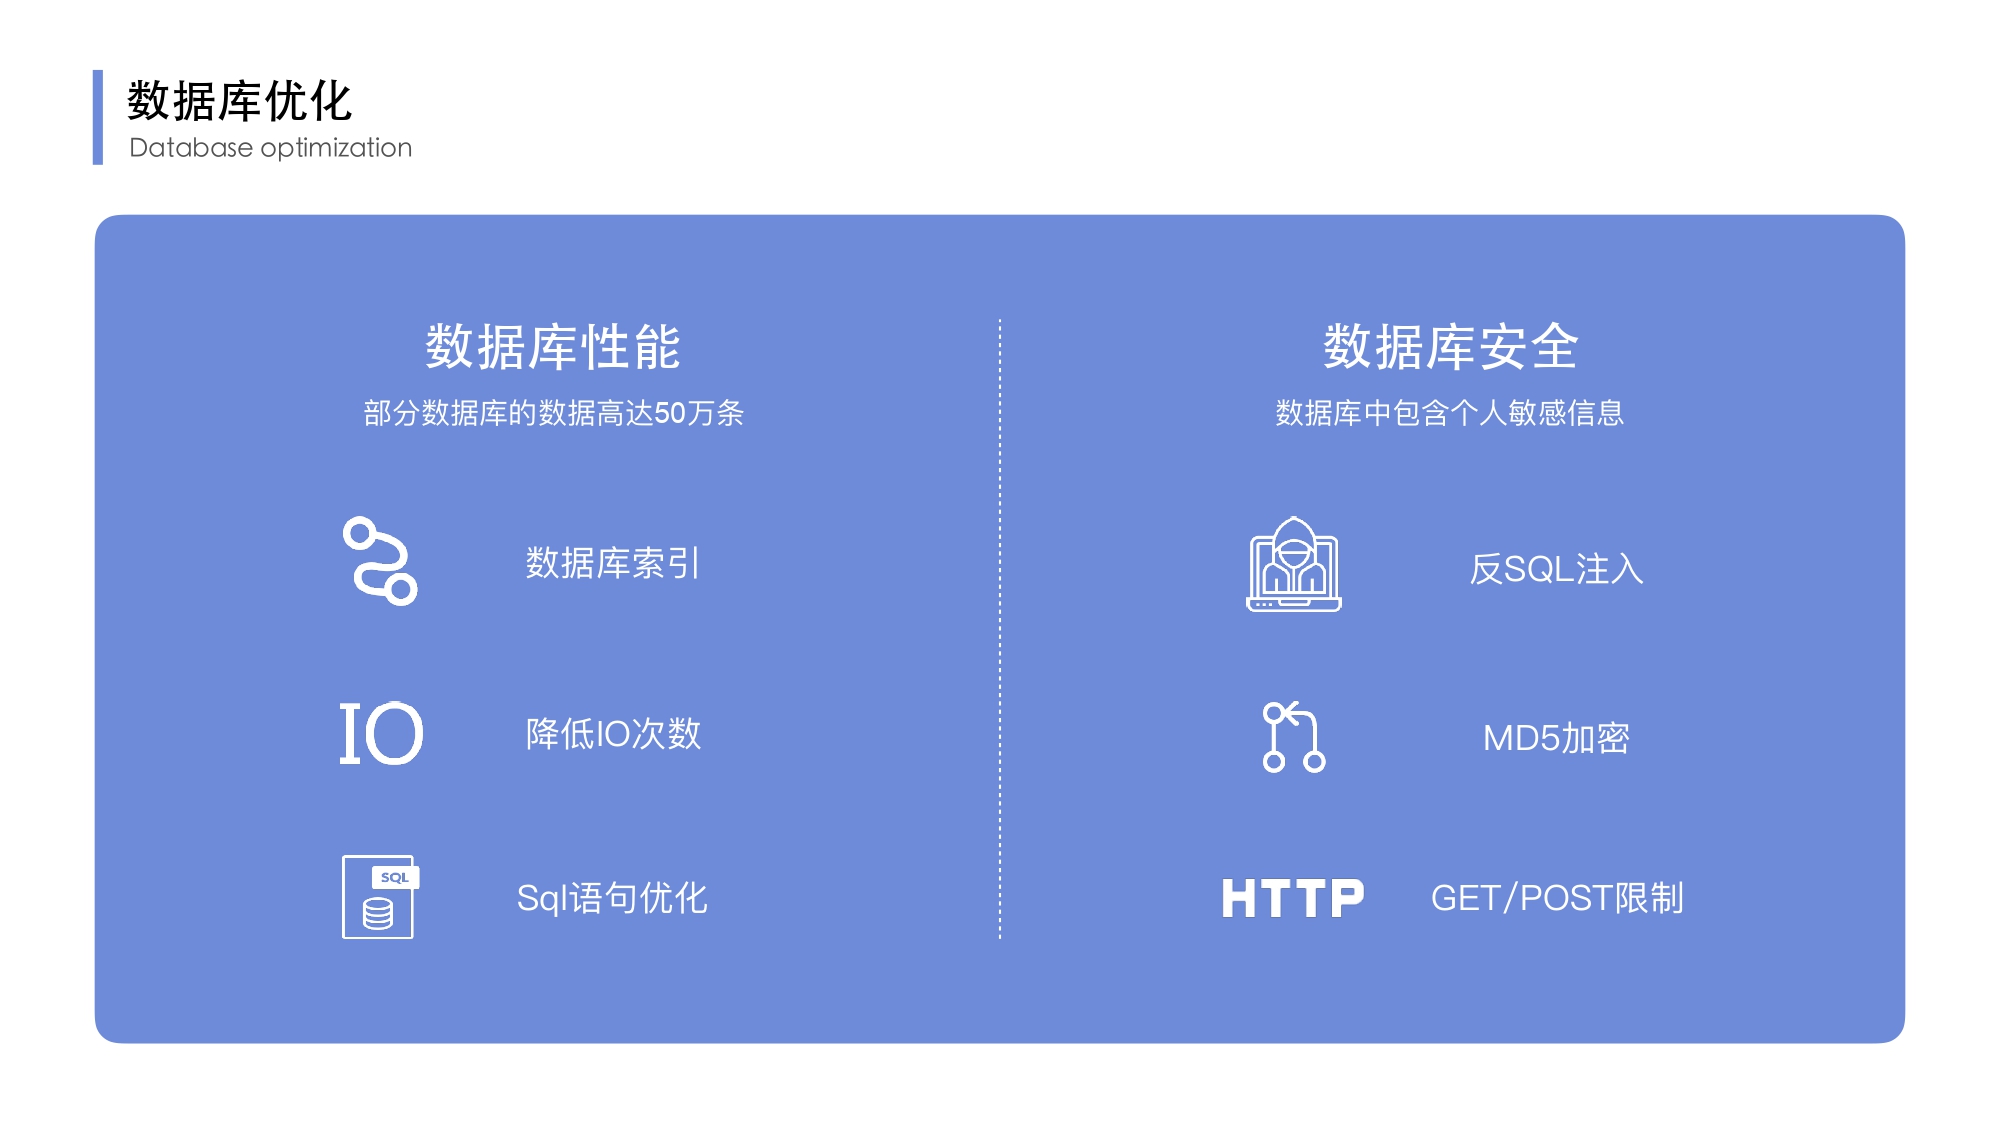 数据库优化
Database optimization
数据库性能
部分数据库的数据高达50万条
数据库索引
IO
降低IO次数
SQL
Sql语句优化
数据库安全
数据库中包含个人敏感信息
反SQL注入
MD5加密
HTTP
GET/POST限制